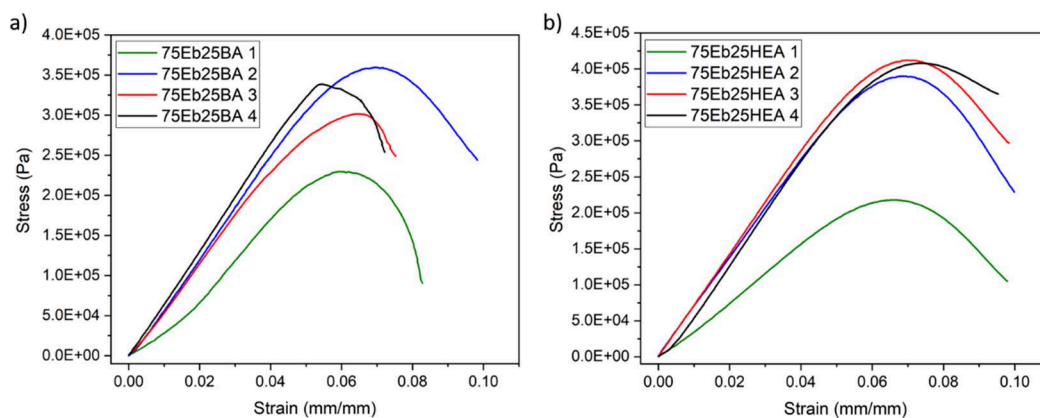 a)
4.0E+05
3.5E+05
3.0E+05
2.5E+05
2.0E+05
1.5E+05
1.0E+05
5.0E+04
0.0E+00
Stress (Pa)
75Eb25BA 1
75Eb25BA 2
75Eb25BA 3
75Eb25BA 4
0.00 0.02 0.04 0.06 0.08 0.10
Strain (mm/mm)
b)
4.5E+05
4.0E+05
3.5E+05
3.0E+05
2.5E+05
2.0E+05
1.5E+05
1.0E+05
5.0E+04
0.0E+00
Stress (Pa)
75Eb25HEA 1
75Eb25HEA 2
75Eb25HEA 3
75Eb25HEA 4
0.00 0.02 0.04 0.06 0.08 0.10
Strain (mm/mm)